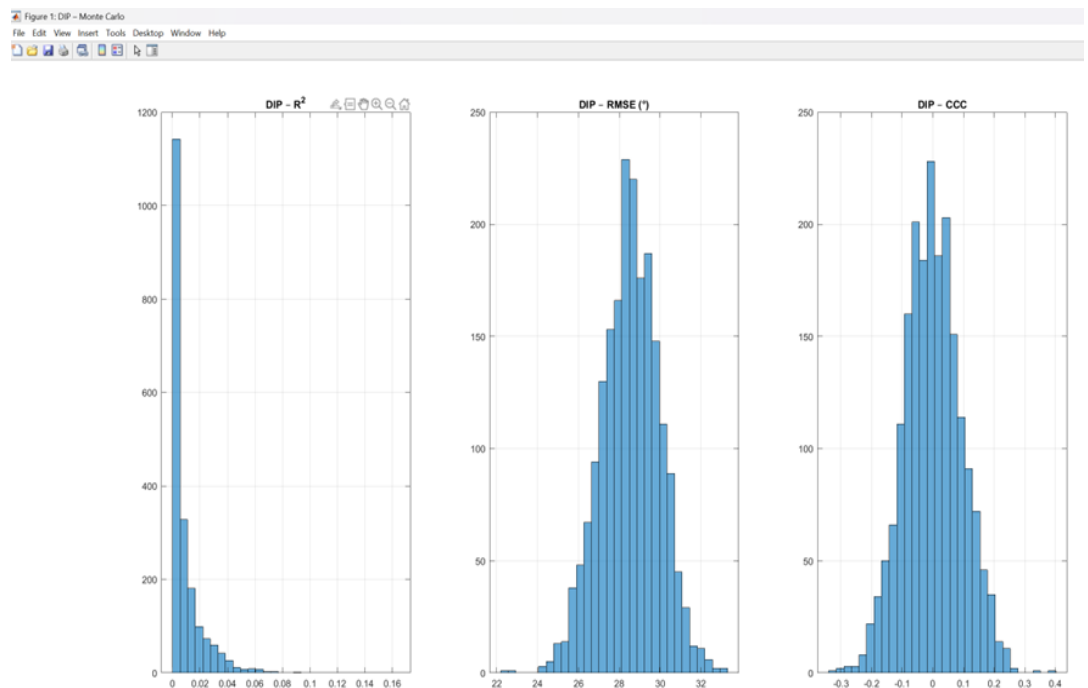 Figure 1: DIP – Monte Carlo
File Edit View Insert Tools Desktop Window Help
DIP – R²
1200
1000
800
600
400
200
0
0 0.02 0.04 0.06 0.08 0.1 0.12 0.14 0.16
DIP – RMSE (°)
250
200
150
100
50
0
22 24 26 28 30 32
DIP – CCC
250
200
150
100
50
0
-0.3 -0.2 -0.1 0 0.1 0.2 0.3 0.4